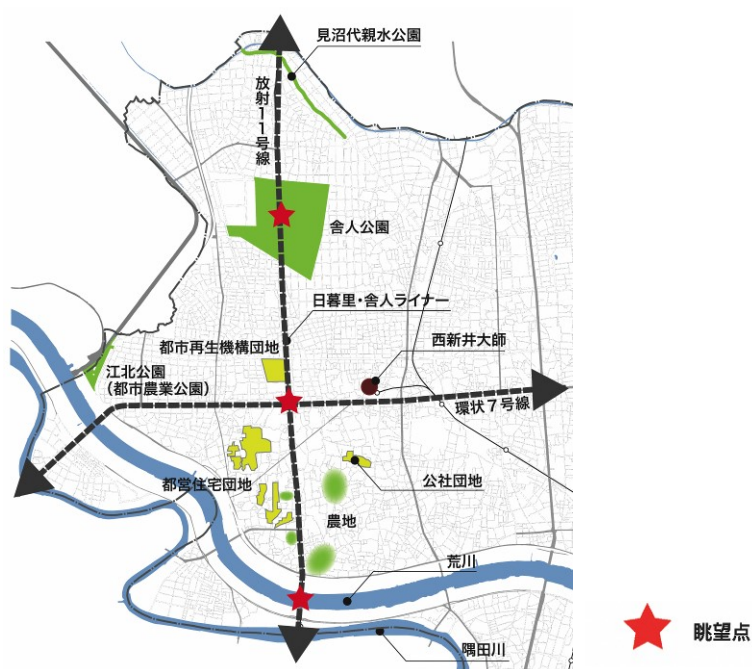 見沼代親水公園
放射11号線
舎人公園
日暮里・舎人ライナー
都市再生機構団地
西新井大師
江北公園
(都市農業公園)
環状7号線
都営住宅団地
公社団地
農地
荒川
隅田川
眺望点